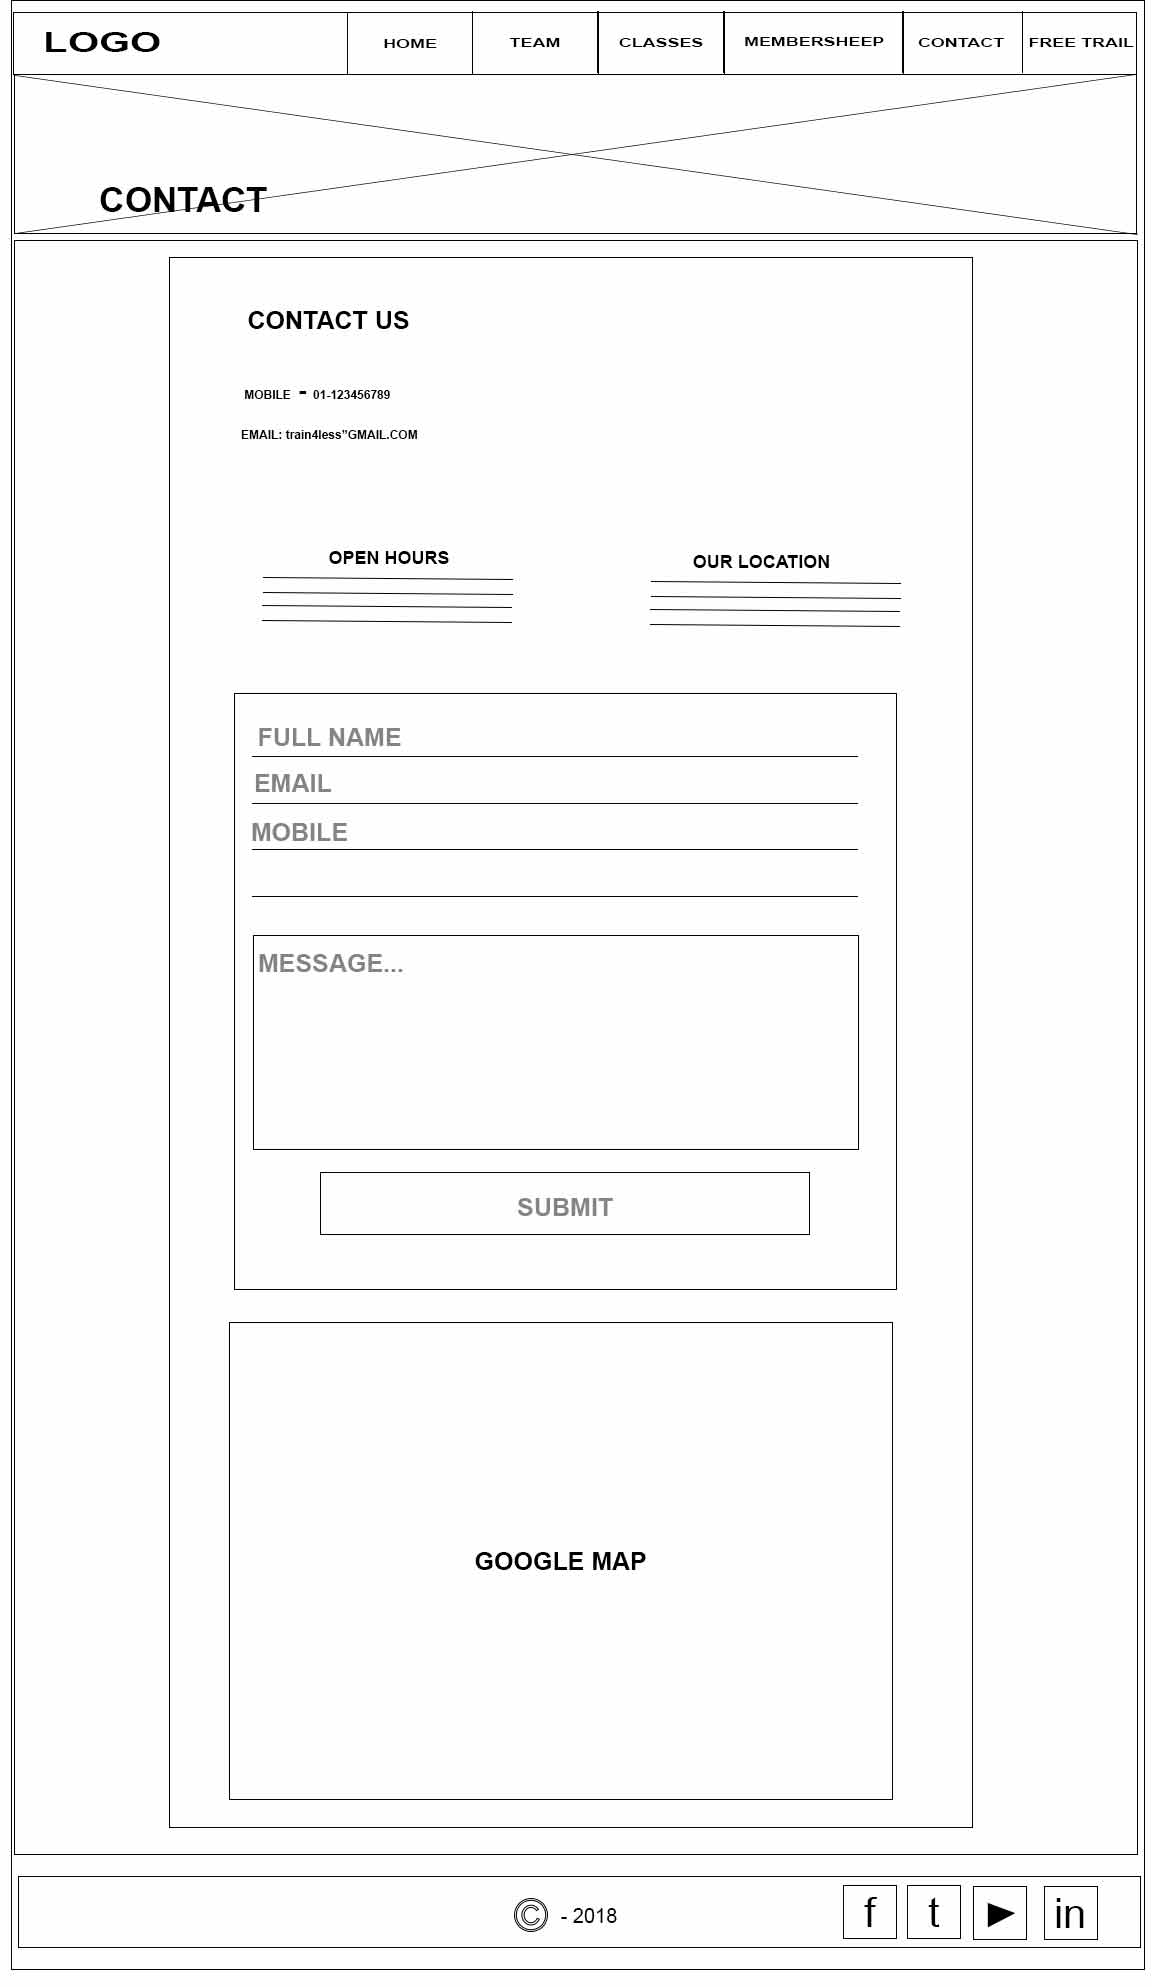 LOGO HOME TEAM CLASSES MEMBERSHEEP CONTACT FREE TRAIL
CONTACT
CONTACT US
MOBILE - 01-123456789
EMAIL: train4less”GMAIL.COM
OPEN HOURS
OUR LOCATION
FULL NAME
EMAIL
MOBILE
MESSAGE...
SUBMIT
GOOGLE MAP
© - 2018
f t in